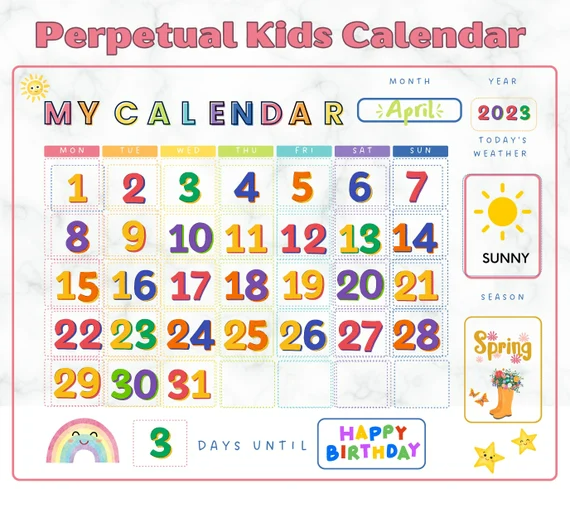 Perpetual Kids Calendar
MONTH
YEAR
MY CALENDAR
April
2023
TODAY'S
WEATHER
MON TUE WED THU FRI SAT SUN
1 2 3 4 5 6 7
8 9 10 11 12 13 14
SUNNY
15 16 17 18 19 20 21
SEASON
22 23 24 25 26 27 28
Spring
29 30 31
3 DAYS UNTIL
HAPPY
BIRTHDAY